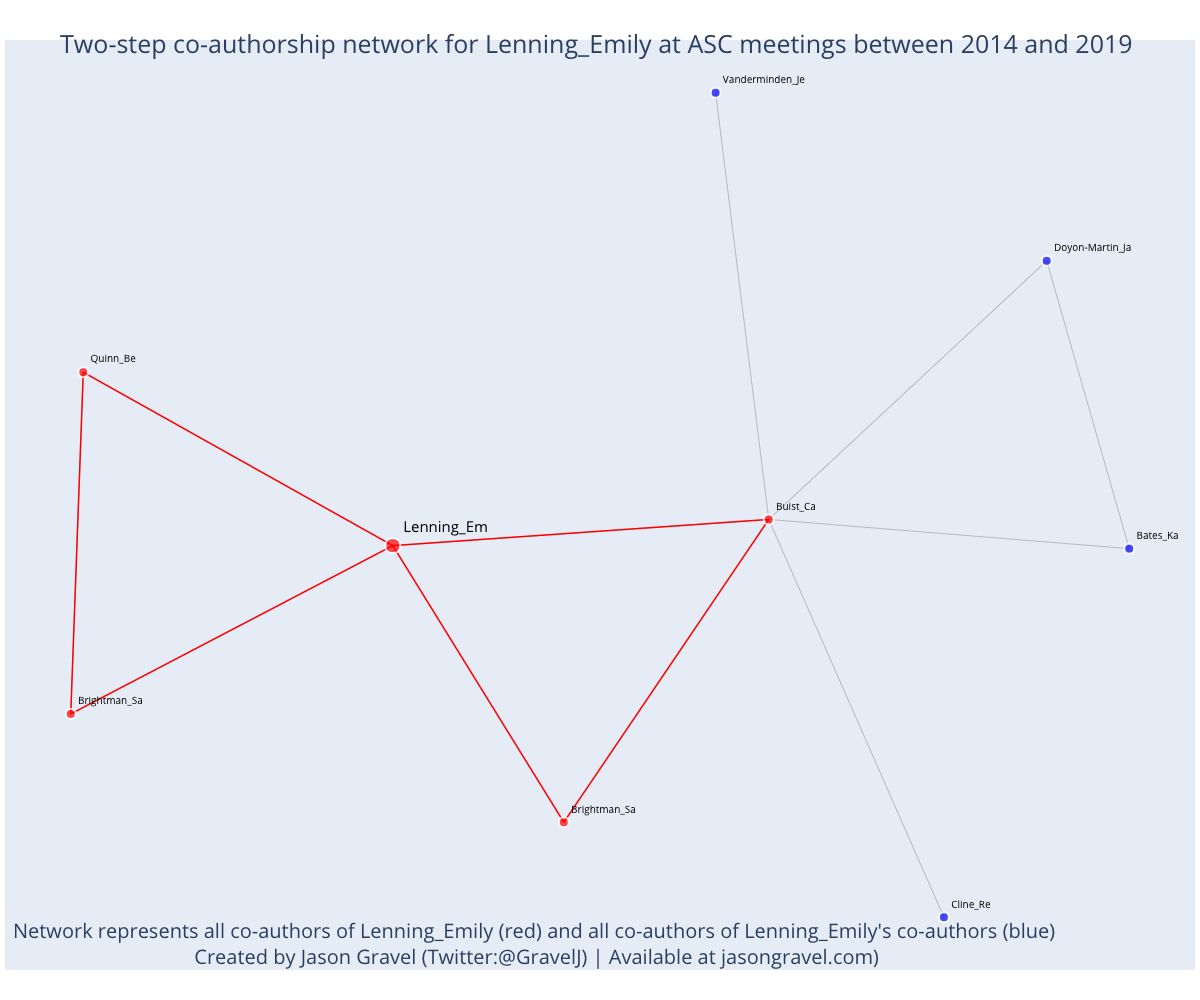 Two-step co-authorship network for Lenning_Emily at ASC meetings between 2014 and 2019
Vanderminden_Je
Doyon-Martin_Ja
Quinn_Be
Buist_Ca
Lenning_Em
Bates_Ka
Brightman_Sa
Brightman_Sa
Cline_Re
Network represents all co-authors of Lenning_Emily (red) and all co-authors of Lenning_Emily's co-authors (blue)
Created by Jason Gravel (Twitter:@GravelJ) | Available at jasongravel.com)